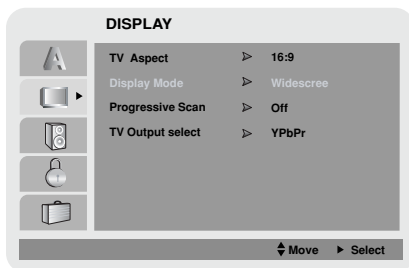 DISPLAY
A
TV Aspect 16:9
Display Mode Widescree
Progressive Scan Off
TV Output select YPbPr
Move Select